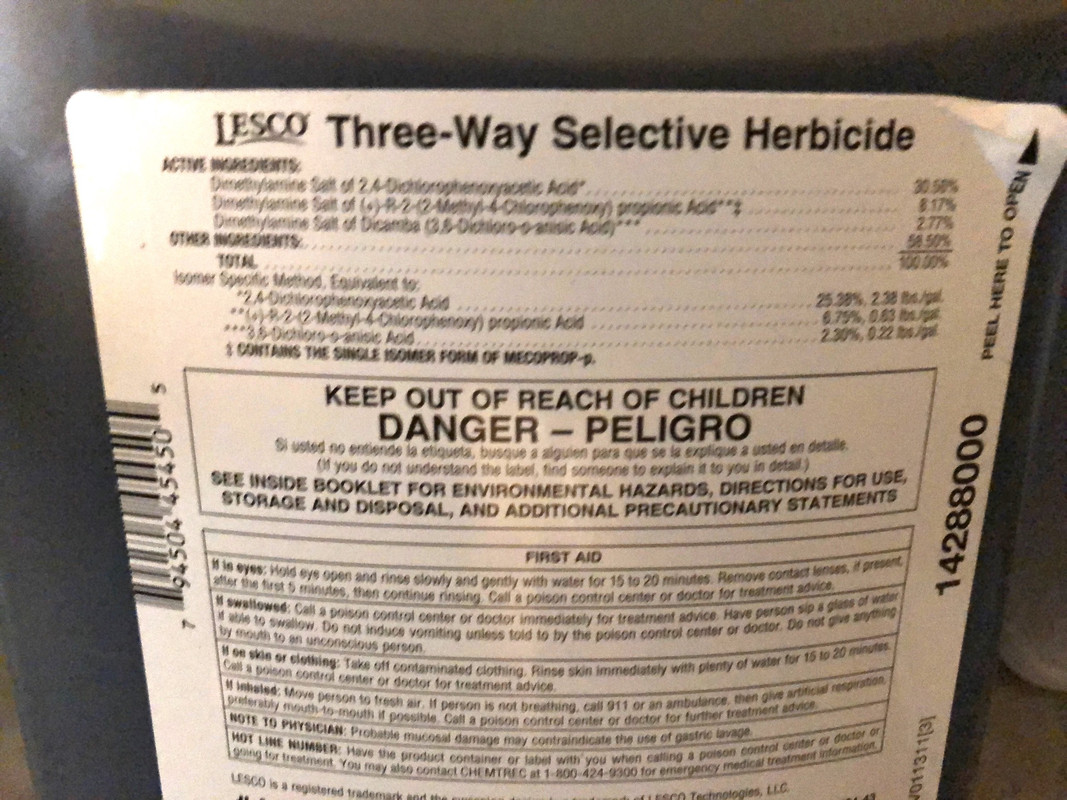 LESCO Three-Way Selective Herbicide
ACTIVE INGREDIENTS:
Dimethylamine Salt of 2,4-Dichlorophenoxyacetic Acid* 30.56%
Dimethylamine Salt of (+)-R-2-(2-Methyl-4-Chlorophenoxy) propionic Acid**‡ 8.17%
Dimethylamine Salt of Dicamba (3,6-Dichloro-o-anisic Acid)*** 2.77%
OTHER INGREDIENTS: 58.50%
TOTAL 100.00%
Isomer Specific Method, Equivalent to:
*2,4-Dichlorophenoxyacetic Acid 25.38%, 2.38 lbs./gal.
**(+)-R-2-(2-Methyl-4-Chlorophenoxy) propionic Acid 6.75%, 0.63 lbs./gal.
***3,6-Dichloro-o-anisic Acid 2.30%, 0.22 lbs./gal.
‡ CONTAINS THE SINGLE ISOMER FORM OF MECOPROP-p.
KEEP OUT OF REACH OF CHILDREN
DANGER – PELIGRO
Si usted no entiende la etiqueta, busque a alguien para que se la explique a usted en detalle.
(If you do not understand the label, find someone to explain it to you in detail.)
SEE INSIDE BOOKLET FOR ENVIRONMENTAL HAZARDS, DIRECTIONS FOR USE,
STORAGE AND DISPOSAL, AND ADDITIONAL PRECAUTIONARY STATEMENTS
FIRST AID
If in eyes: Hold eye open and rinse slowly and gently with water for 15 to 20 minutes. Remove contact lenses, if present,
after the first 5 minutes, then continue rinsing. Call a poison control center or doctor for treatment advice.
If swallowed: Call a poison control center or doctor immediately for treatment advice. Have person sip a glass of water
if able to swallow. Do not induce vomiting unless told to by the poison control center or doctor. Do not give anything
by mouth to an unconscious person.
If on skin or clothing: Take off contaminated clothing. Rinse skin immediately with plenty of water for 15 to 20 minutes.
Call a poison control center or doctor for treatment advice.
If inhaled: Move person to fresh air. If person is not breathing, call 911 or an ambulance, then give artificial respiration,
preferably mouth-to-mouth if possible. Call a poison control center or doctor for further treatment advice.
NOTE TO PHYSICIAN: Probable mucosal damage may contraindicate the use of gastric lavage.
HOT LINE NUMBER: Have the product container or label with you when calling a poison control center or doctor or
going for treatment. You may also contact CHEMTREC at 1-800-424-9300 for emergency medical treatment information.
LESCO is a registered trademark and the trademark of LESCO Technologies, LLC.
PEEL HERE TO OPEN
14288000
V011311[3]
7 94504 45450 5